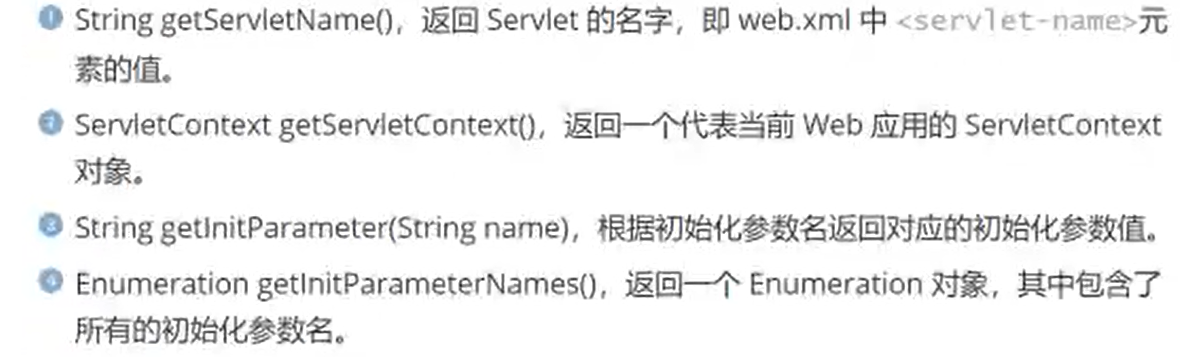 1 String getServletName()，返回 Servlet 的名字，即 web.xml 中 <servlet-name>元
素的值。
2 ServletContext getServletContext()，返回一个代表当前 Web 应用的 ServletContext
对象。
3 String getInitParameter(String name)，根据初始化参数名返回对应的初始化参数值。
4 Enumeration getInitParameterNames()，返回一个 Enumeration 对象，其中包含了
所有的初始化参数名。